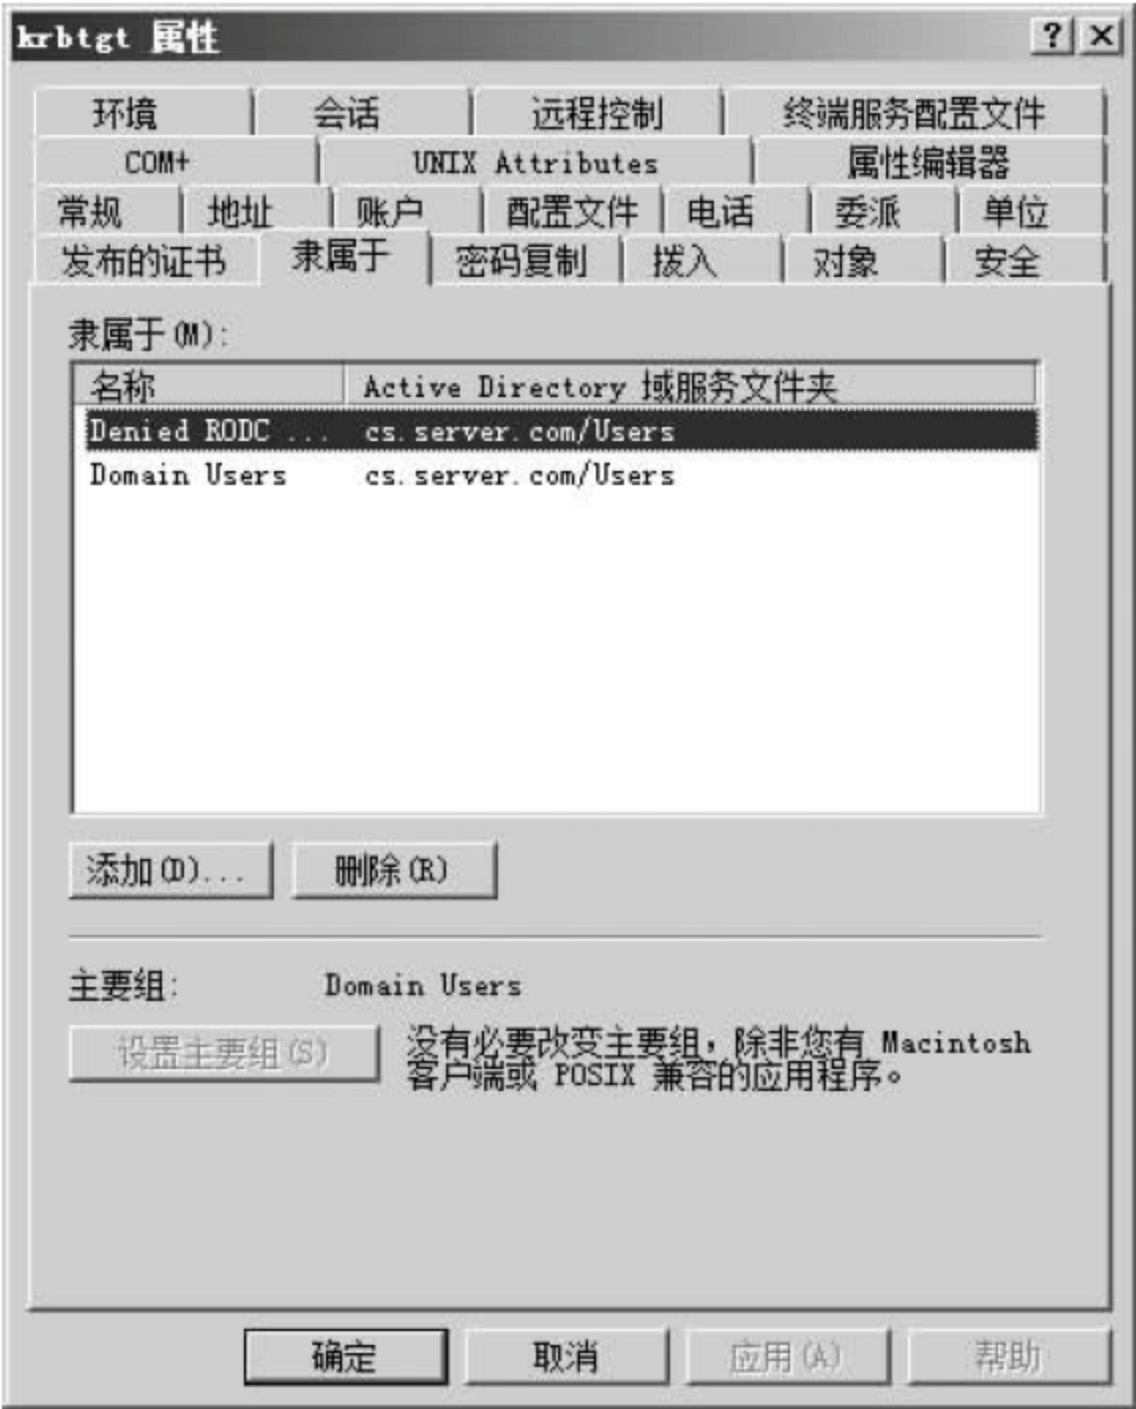 krbtgt 属性
环境 会话 远程控制 终端服务配置文件
COM+ UNIX Attributes 属性编辑器
常规 地址 账户 配置文件 电话 委派 单位
发布的证书 隶属于 密码复制 拨入 对象 安全
隶属于(M):
名称 Active Directory 域服务文件夹
Denied RODC ... cs.server.com/Users
Domain Users cs.server.com/Users
添加(D)... 删除(R)
主要组: Domain Users
设置主要组(S) 没有必要改变主要组，除非您有 Macintosh
客户端或 POSIX 兼容的应用程序。
确定 取消 应用(A) 帮助